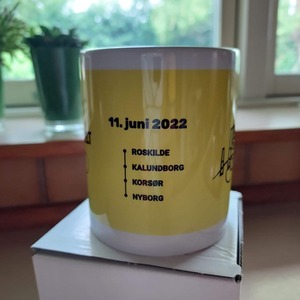 11. juni 2022
ROSKILDE
KALUNDBORG
KORSØR
NYBORG